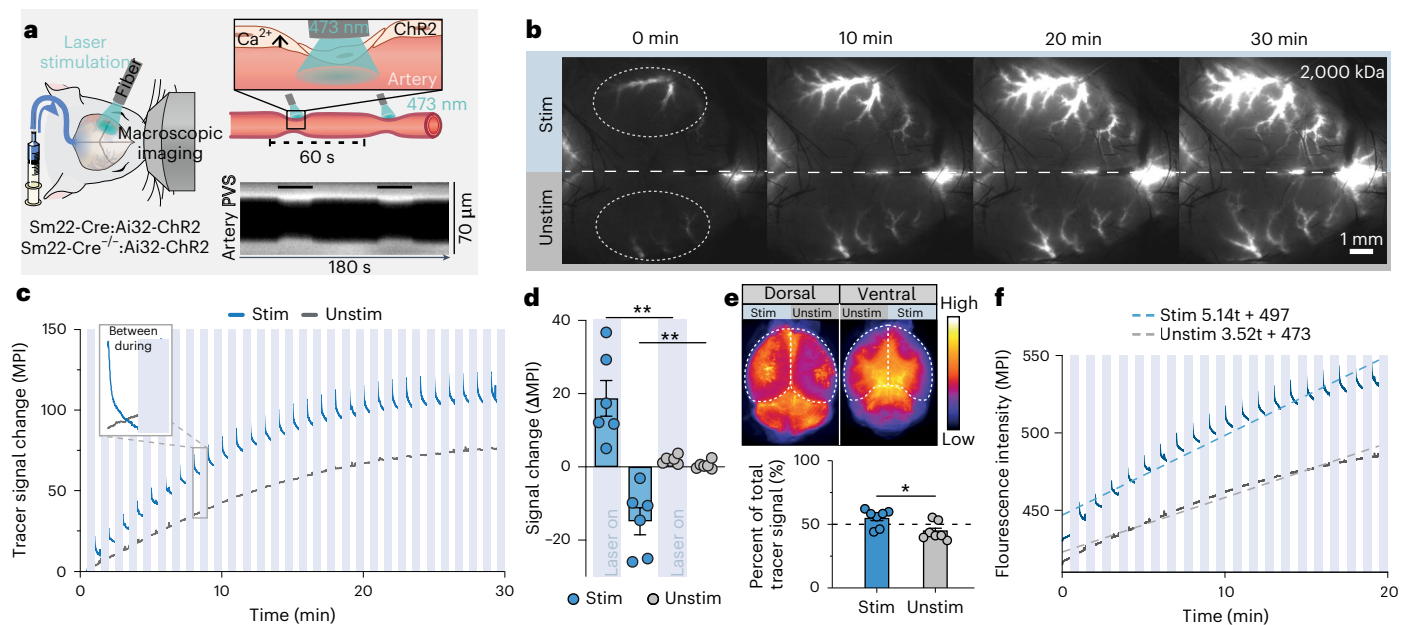 a
Laser
stimulation
Fiber
Macroscopic
imaging
Sm22-Cre:Ai32-ChR2
Sm22-Cre−/−:Ai32-ChR2
473 nm
ChR2
Ca2+
Artery
473 nm
60 s
Artery PVS
70 µm
180 s
b
0 min
10 min
20 min
30 min
Stim
Unstim
2,000 kDa
1 mm
c
Stim
Unstim
Between
during
Tracer signal change (MPI)
150
100
50
0
0
10
20
30
Time (min)
d
**
**
Signal change (ΔMPI)
40
20
0
−20
Laser on
Laser on
Stim
Unstim
e
Dorsal
Ventral
Stim
Unstim
Unstim
Stim
High
Low
Percent of total
tracer signal (%)
100
50
0
*
Stim
Unstim
f
Stim 5.14t + 497
Unstim 3.52t + 473
Flourescence intensity (MPI)
550
500
450
0
10
20
Time (min)